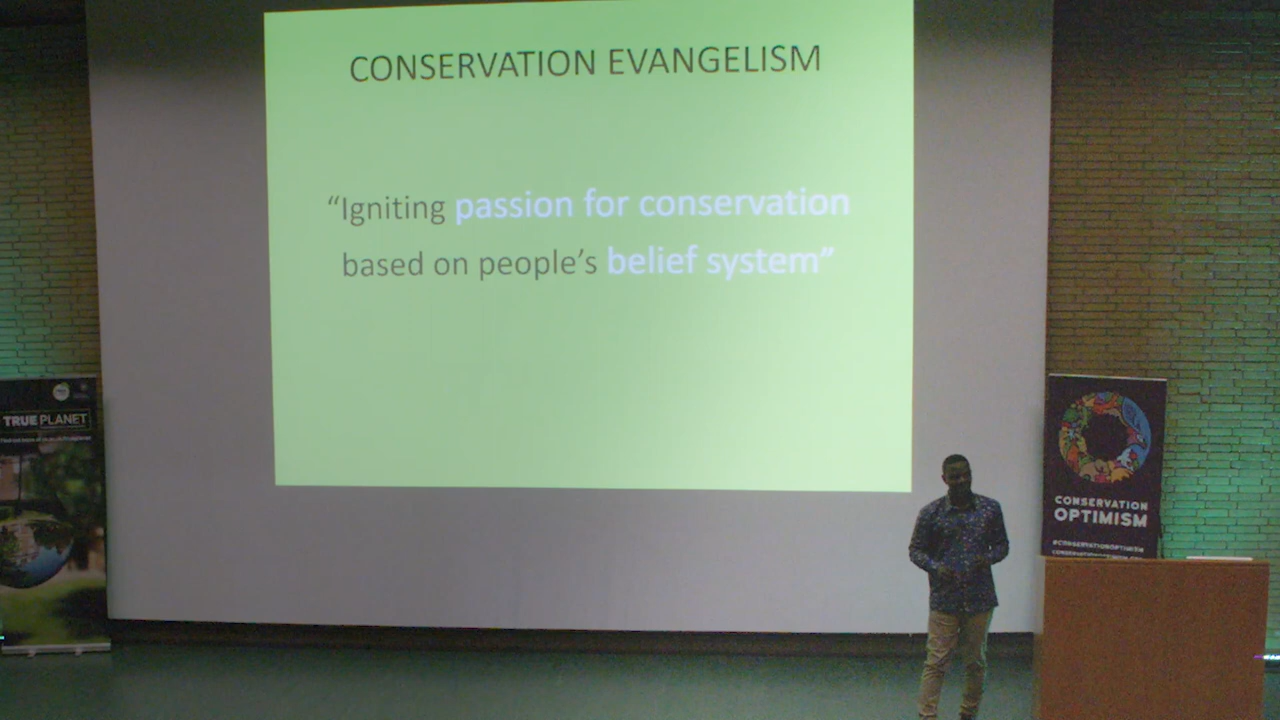 CONSERVATION EVANGELISM
“Igniting passion for conservation
based on people’s belief system”
TRUE PLANET
CONSERVATION
OPTIMISM
#CONSERVATIONOPTIMISM